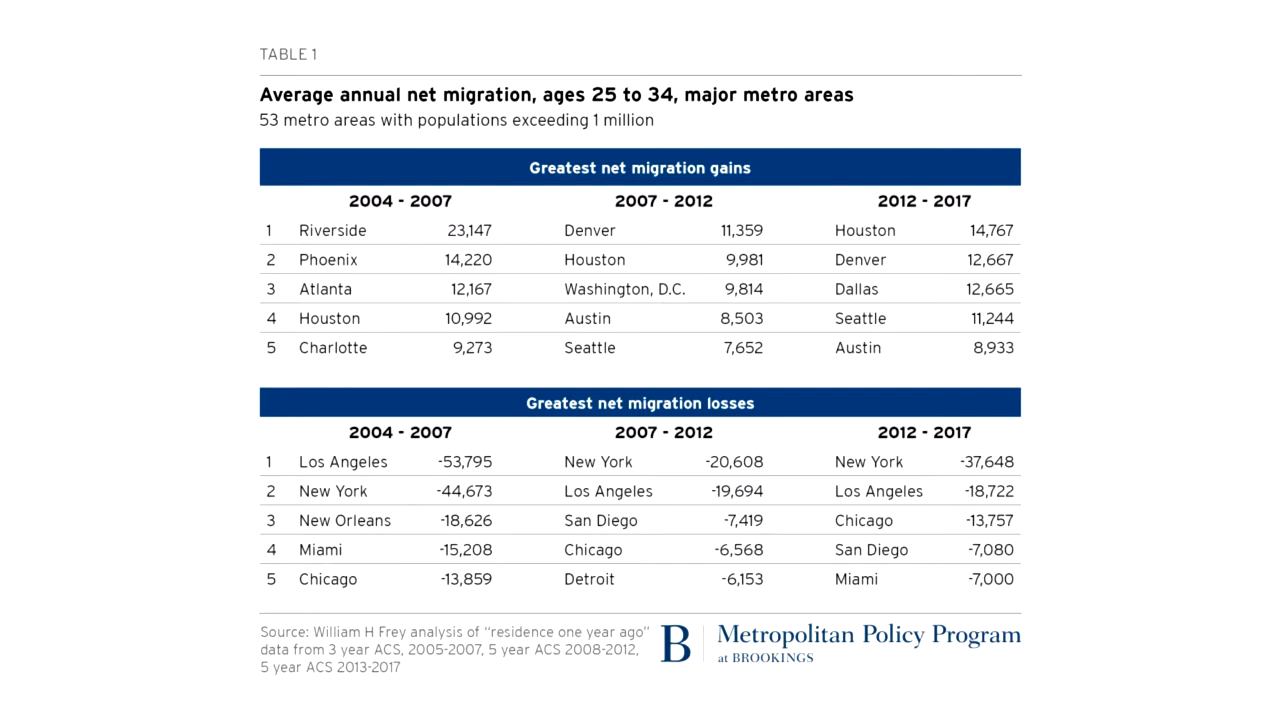 TABLE 1
Average annual net migration, ages 25 to 34, major metro areas
53 metro areas with populations exceeding 1 million
Greatest net migration gains
2004 - 2007 2007 - 2012 2012 - 2017
1 Riverside 23,147 Denver 11,359 Houston 14,767
2 Phoenix 14,220 Houston 9,981 Denver 12,667
3 Atlanta 12,167 Washington, D.C. 9,814 Dallas 12,665
4 Houston 10,992 Austin 8,503 Seattle 11,244
5 Charlotte 9,273 Seattle 7,652 Austin 8,933
Greatest net migration losses
2004 - 2007 2007 - 2012 2012 - 2017
1 Los Angeles -53,795 New York -20,608 New York -37,648
2 New York -44,673 Los Angeles -19,694 Los Angeles -18,722
3 New Orleans -18,626 San Diego -7,419 Chicago -13,757
4 Miami -15,208 Chicago -6,568 San Diego -7,080
5 Chicago -13,859 Detroit -6,153 Miami -7,000
Source: William H Frey analysis of “residence one year ago”
data from 3 year ACS, 2005-2007, 5 year ACS 2008-2012,
5 year ACS 2013-2017
B Metropolitan Policy Program
at BROOKINGS